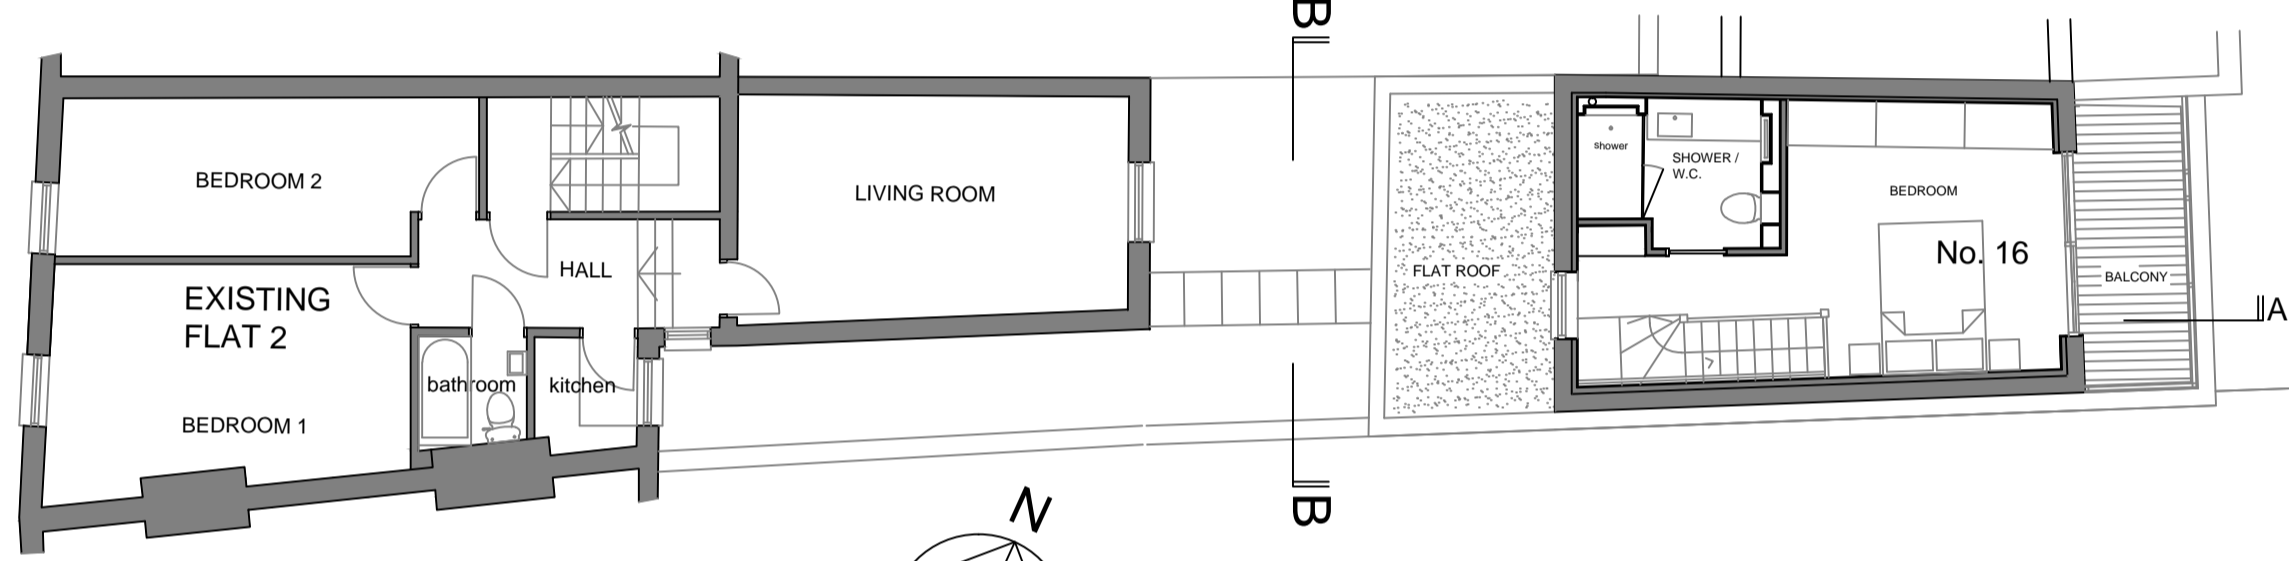 B
BEDROOM 2
LIVING ROOM
HALL
EXISTING
FLAT 2
BEDROOM 1
bathroom
kitchen
FLAT ROOF
shower
SHOWER /
W.C.
BEDROOM
No. 16
BALCONY
A
N
B